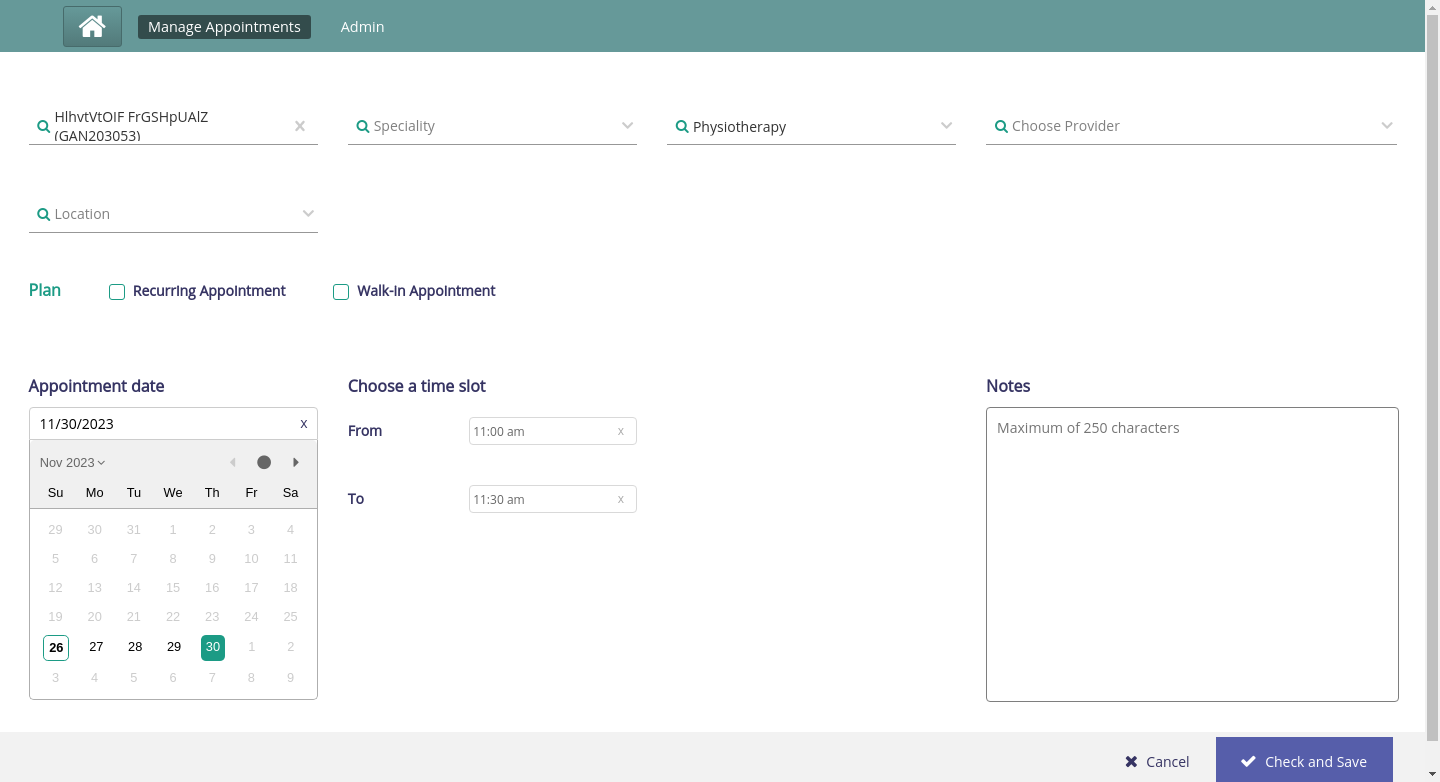 Manage Appointments Admin
HlhvtVtOIF FrGSHpUAlZ
(GAN203053)
Speciality
Physiotherapy
Choose Provider
Location
Plan Recurring Appointment Walk-in Appointment
Appointment date
11/30/2023 x
Nov 2023
Su Mo Tu We Th Fr Sa
29 30 31 1 2 3 4
5 6 7 8 9 10 11
12 13 14 15 16 17 18
19 20 21 22 23 24 25
26 27 28 29 30 1 2
3 4 5 6 7 8 9
Choose a time slot
From 11:00 am x
To 11:30 am x
Notes
Maximum of 250 characters
Cancel Check and Save